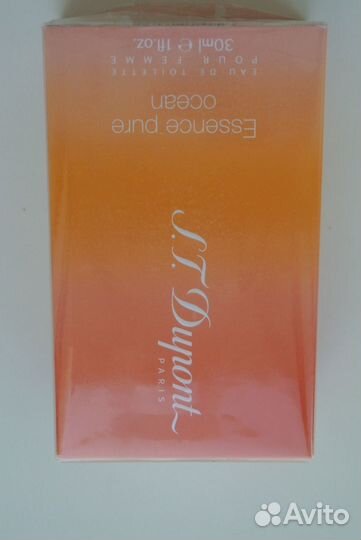 Essence pure
ocean
EAU DE TOILETTE
POUR FEMME
30ml ℮ 1fl.oz.
S.T. Dupont
PARIS
Avito